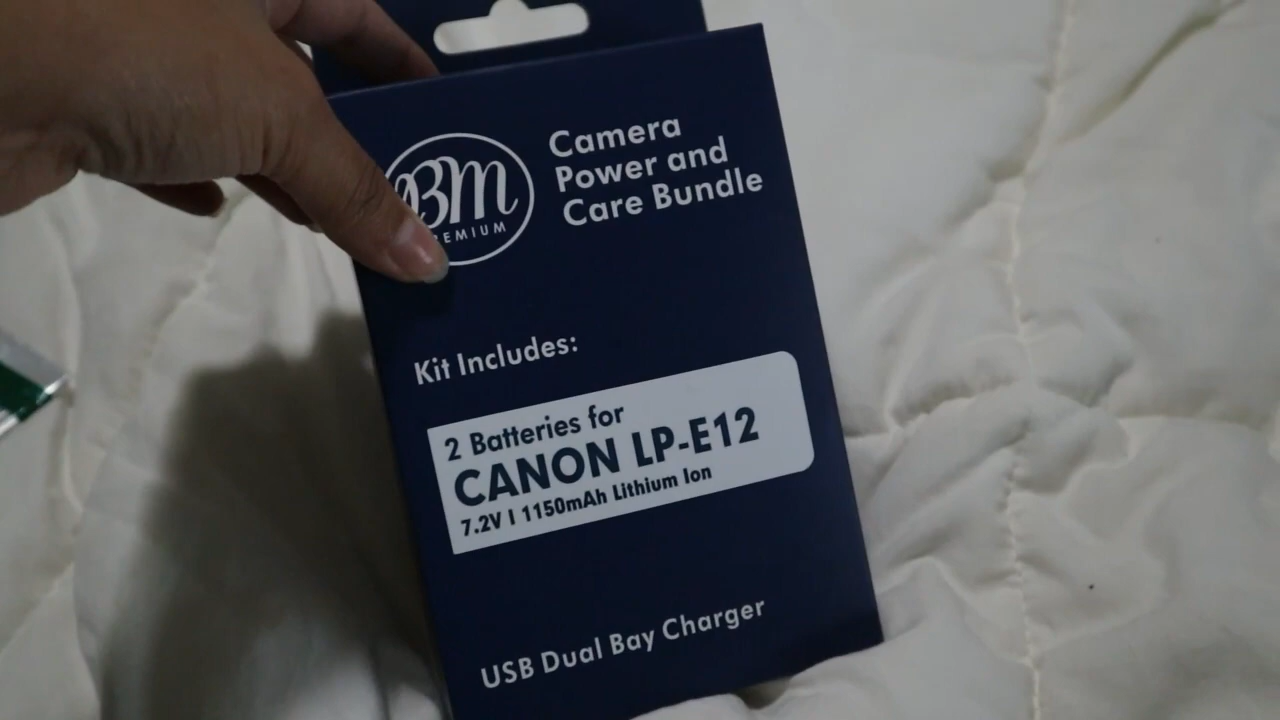 BM
Camera
Power and
Care Bundle
Kit Includes:
2 Batteries for
CANON LP-E12
7.2V | 1150mAh Lithium Ion
USB Dual Bay Charger